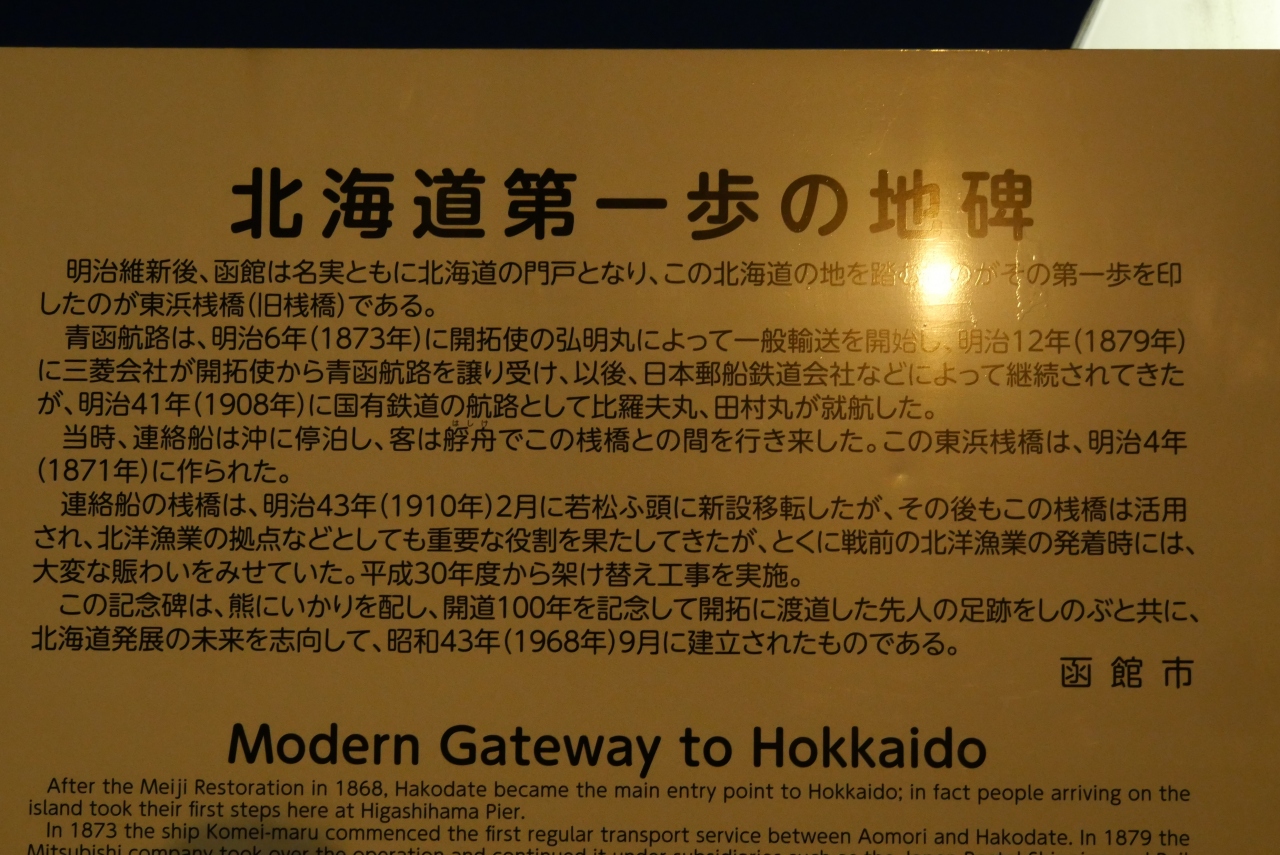 北海道第一歩の地碑
明治維新後、函館は名実ともに北海道の門戸となり、この北海道の地を踏 のがその第一歩を印
したのが東浜桟橋(旧桟橋)である。
青函航路は、明治6年(1873年)に開拓使の弘明丸によって一般輸送を開始し、明治12年(1879年)
に三菱会社が開拓使から青函航路を譲り受け、以後、日本郵船鉄道会社などによって継続されてきた
が、明治41年(1908年)に国有鉄道の航路として比羅夫丸、田村丸が就航した。
はしけ
当時、連絡船は沖に停泊し、客は艀舟でこの桟橋との間を行き来した。この東浜桟橋は、明治4年
(1871年)に作られた。
連絡船の桟橋は、明治43年(1910年)2月に若松ふ頭に新設移転したが、その後もこの桟橋は活用
され、北洋漁業の拠点などとしても重要な役割を果たしてきたが、とくに戦前の北洋漁業の発着時には、
大変な賑わいをみせていた。平成30年度から架け替え工事を実施。
この記念碑は、熊にいかりを配し、開道100年を記念して開拓に渡道した先人の足跡をしのぶと共に、
北海道発展の未来を志向して、昭和43年(1968年)9月に建立されたものである。
函館市
Modern Gateway to Hokkaido
After the Meiji Restoration in 1868, Hakodate became the main entry point to Hokkaido; in fact people arriving on the
island took their first steps here at Higashihama Pier.
In 1873 the ship Komei-maru commenced the first regular transport service between Aomori and Hakodate. In 1879 the
Mitsubishi company took over the operation and continued it under subsidiaries such as the